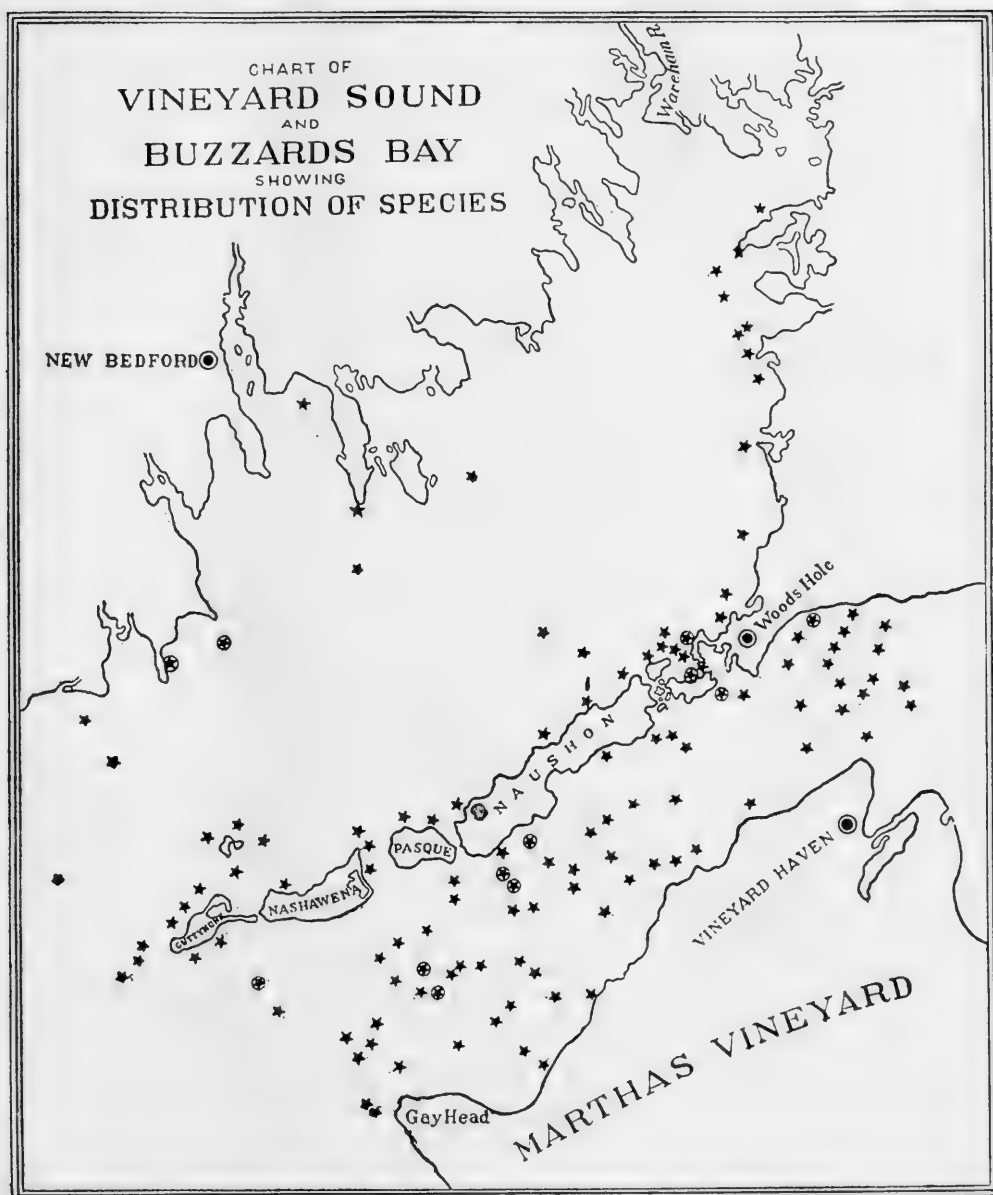 CHART OF
VINEYARD SOUND
AND
BUZZARDS BAY
SHOWING
DISTRIBUTION OF SPECIES
Wareham R.
NEW BEDFORD
Woods Hole
NAUSHON
PASQUE
NASHAWENA
CUTTYHUNK
VINEYARD HAVEN
MARTHAS VINEYARD
Gay Head